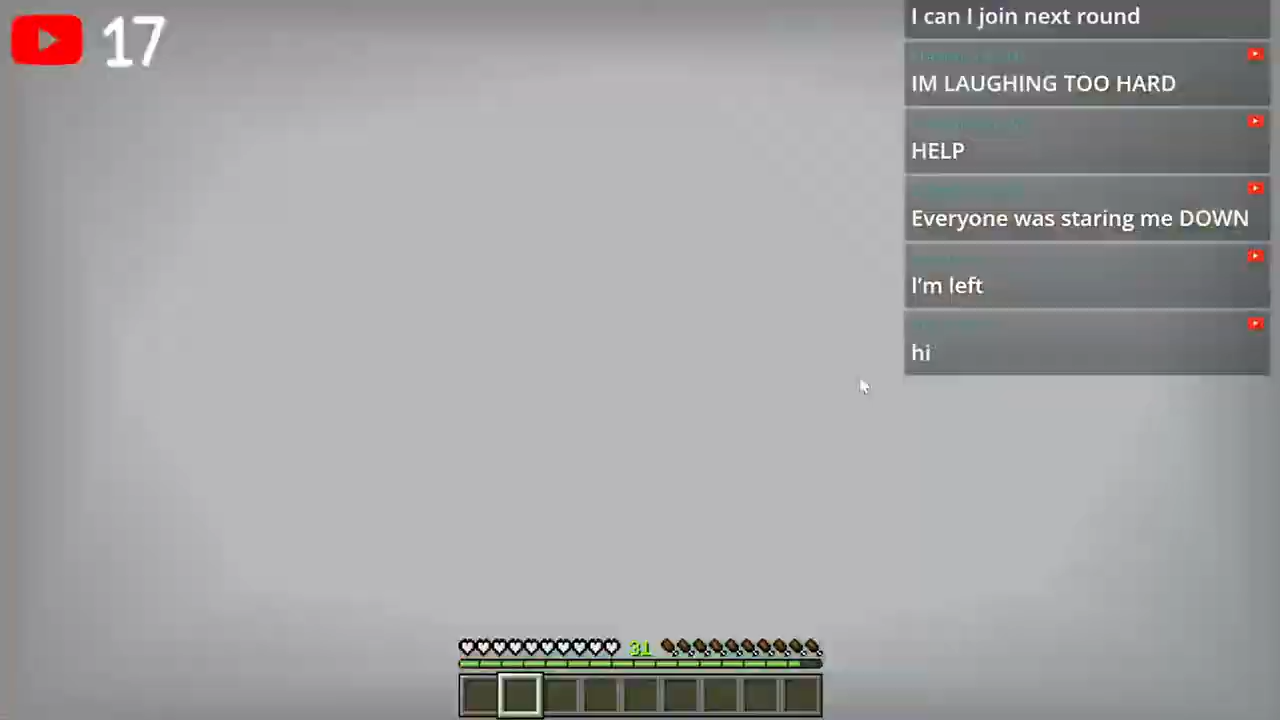 17
I can I join next round
IM LAUGHING TOO HARD
HELP
Everyone was staring me DOWN
I'm left
hi
31